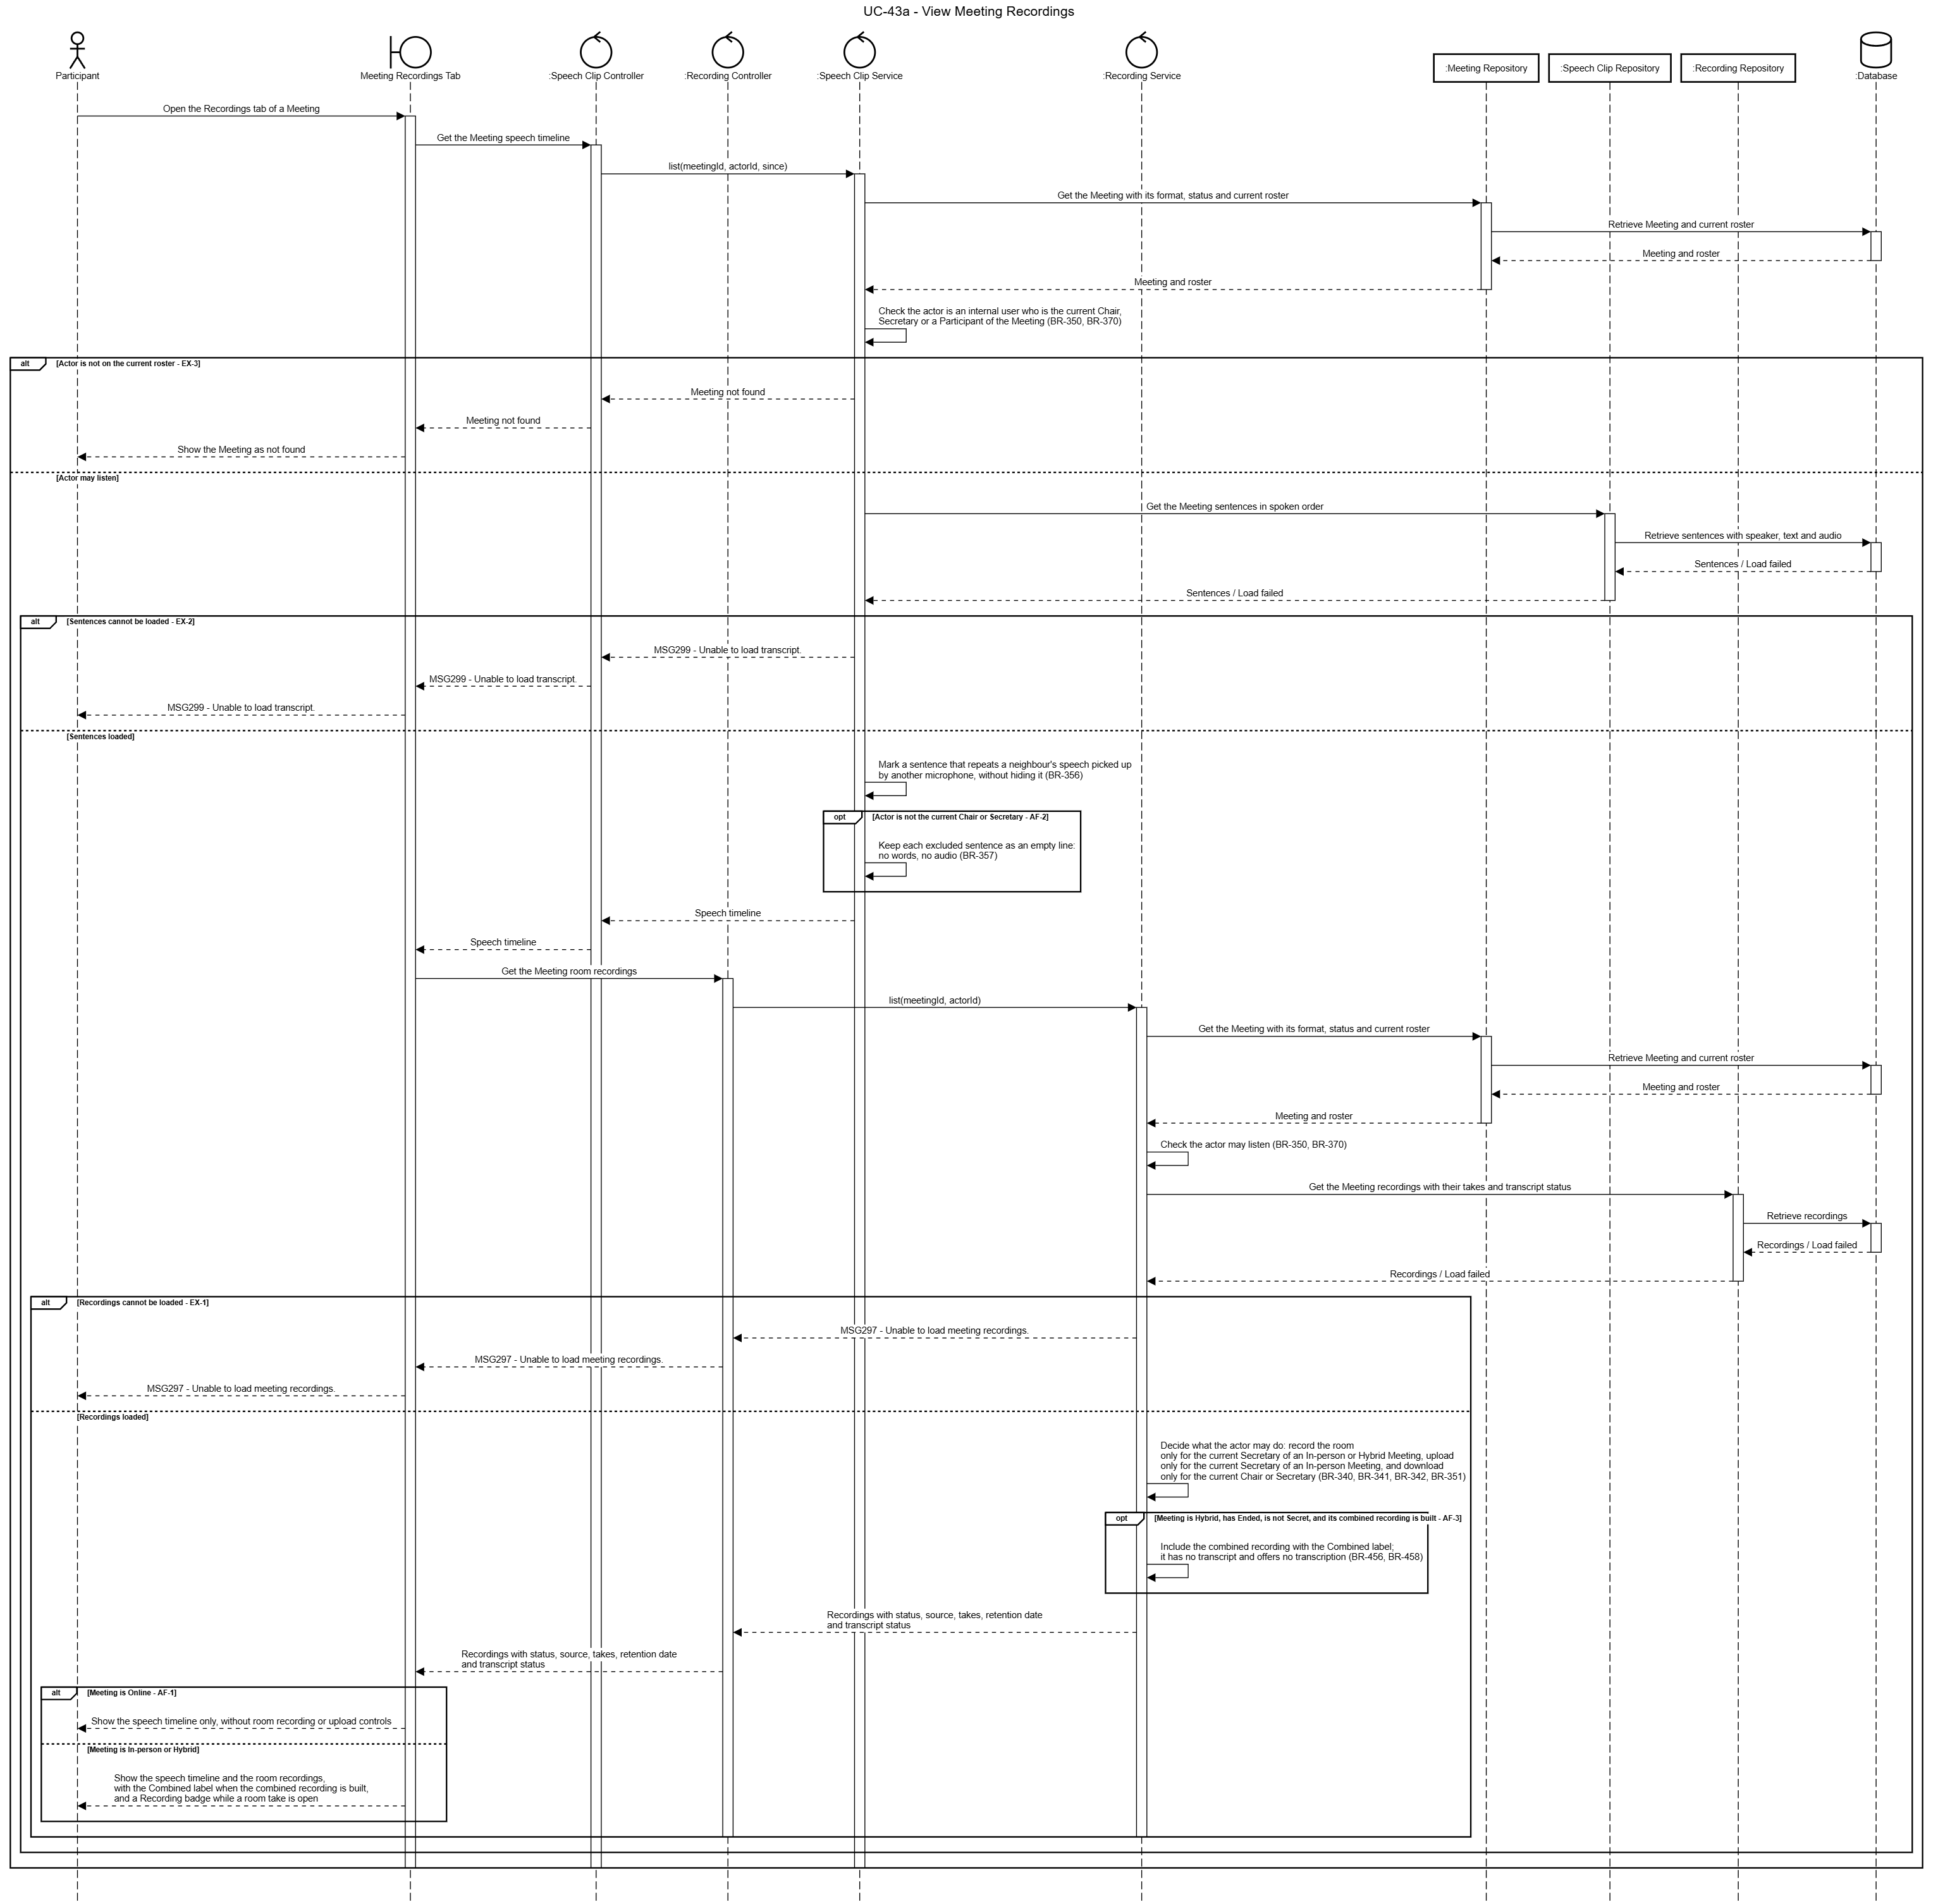 UC-43a - View Meeting Recordings
Participant
Meeting Recordings Tab
:Speech Clip Controller
:Recording Controller
:Speech Clip Service
:Recording Service
:Meeting Repository
:Speech Clip Repository
:Recording Repository
:Database
Open the Recordings tab of a Meeting
Get the Meeting speech timeline
list(meetingId, actorId, since)
Get the Meeting with its format, status and current roster
Retrieve Meeting and current roster
Meeting and roster
Meeting and roster
Check the actor is an internal user who is the current Chair,
Secretary or a Participant of the Meeting (BR-350, BR-370)
alt
[Actor is not on the current roster - EX-3]
Meeting not found
Meeting not found
Show the Meeting as not found
[Actor may listen]
Get the Meeting sentences in spoken order
Retrieve sentences with speaker, text and audio
Sentences / Load failed
Sentences / Load failed
alt
[Sentences cannot be loaded - EX-2]
MSG299 - Unable to load transcript.
MSG299 - Unable to load transcript.
MSG299 - Unable to load transcript.
[Sentences loaded]
Mark a sentence that repeats a neighbour's speech picked up
by another microphone, without hiding it (BR-356)
opt
[Actor is not the current Chair or Secretary - AF-2]
Keep each excluded sentence as an empty line:
no words, no audio (BR-357)
Speech timeline
Speech timeline
Get the Meeting room recordings
list(meetingId, actorId)
Get the Meeting with its format, status and current roster
Retrieve Meeting and current roster
Meeting and roster
Meeting and roster
Check the actor may listen (BR-350, BR-370)
Get the Meeting recordings with their takes and transcript status
Retrieve recordings
Recordings / Load failed
Recordings / Load failed
alt
[Recordings cannot be loaded - EX-1]
MSG297 - Unable to load meeting recordings.
MSG297 - Unable to load meeting recordings.
MSG297 - Unable to load meeting recordings.
[Recordings loaded]
Decide what the actor may do: record the room
only for the current Secretary of an In-person or Hybrid Meeting, upload
only for the current Secretary of an In-person Meeting, and download
only for the current Chair or Secretary (BR-340, BR-341, BR-342, BR-351)
opt
[Meeting is Hybrid, has Ended, is not Secret, and its combined recording is built - AF-3]
Include the combined recording with the Combined label;
it has no transcript and offers no transcription (BR-456, BR-458)
Recordings with status, source, takes, retention date
and transcript status
Recordings with status, source, takes, retention date
and transcript status
alt
[Meeting is Online - AF-1]
Show the speech timeline only, without room recording or upload controls
[Meeting is In-person or Hybrid]
Show the speech timeline and the room recordings,
with the Combined label when the combined recording is built,
and a Recording badge while a room take is open